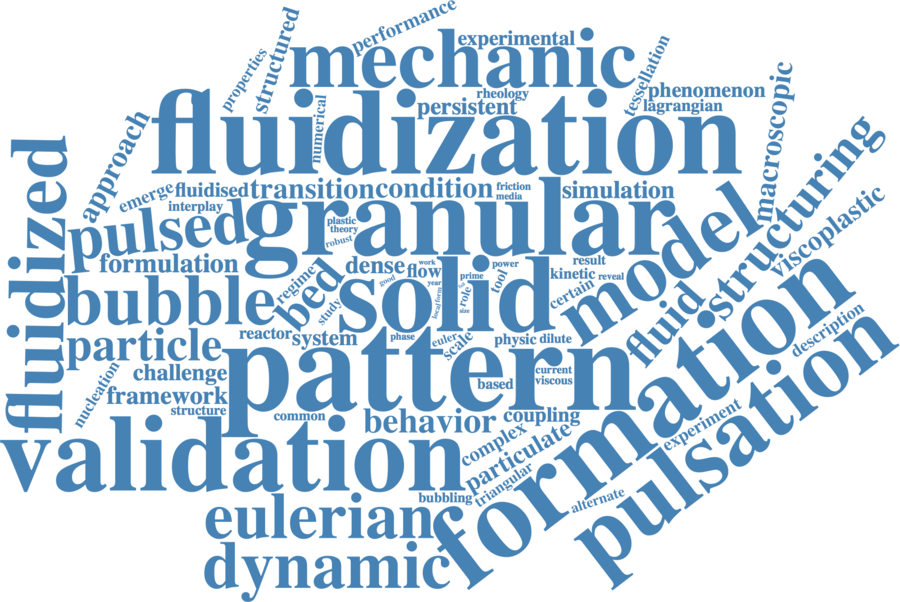 performance
structured
properties
mechanic
experimental
rheology
persistent
numerical
tessellation
phenomenon
lagrangian
macroscopic
fluidization
approach
emerge
fluidised
transition
condition
friction
media
simulation
interplay
fluidized
pulsed
granular
plastic
theory
robust
model
structuring
viscoplastic
formulation
regime
bed
study
dense
flow
work
good
year
solid
prime
power
tool
role
size
result
kinetic
reveal
certain
bubble
fluid
reactor
system
phase
euler
scale
physic
dilute
description
particle
pattern
current
viscous
based
nucleation
challenge
framework
structure
common
behavior
coupling
formation
pulsation
validation
complex
particulate
triangular
bubbling
experiment
alternate
eulerian
dynamic